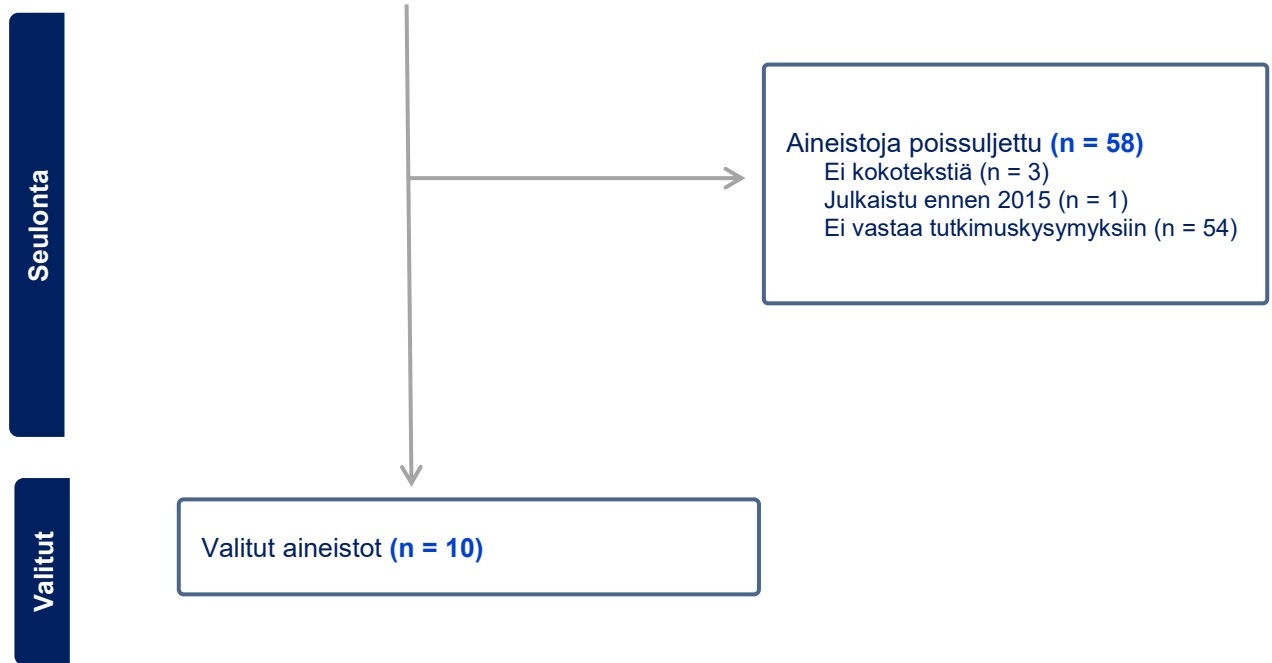 Seulonta
Aineistoja poissuljettu (n = 58)
Ei kokotekstiä (n = 3)
Julkaistu ennen 2015 (n = 1)
Ei vastaa tutkimuskysymyksiin (n = 54)
Valitut
Valitut aineistot (n = 10)